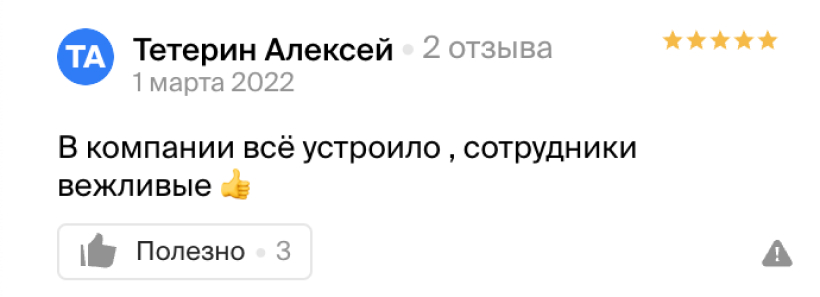 ТА Тетерин Алексей • 2 отзыва
1 марта 2022
В компании всё устроило , сотрудники
вежливые 👍
Полезно • 3